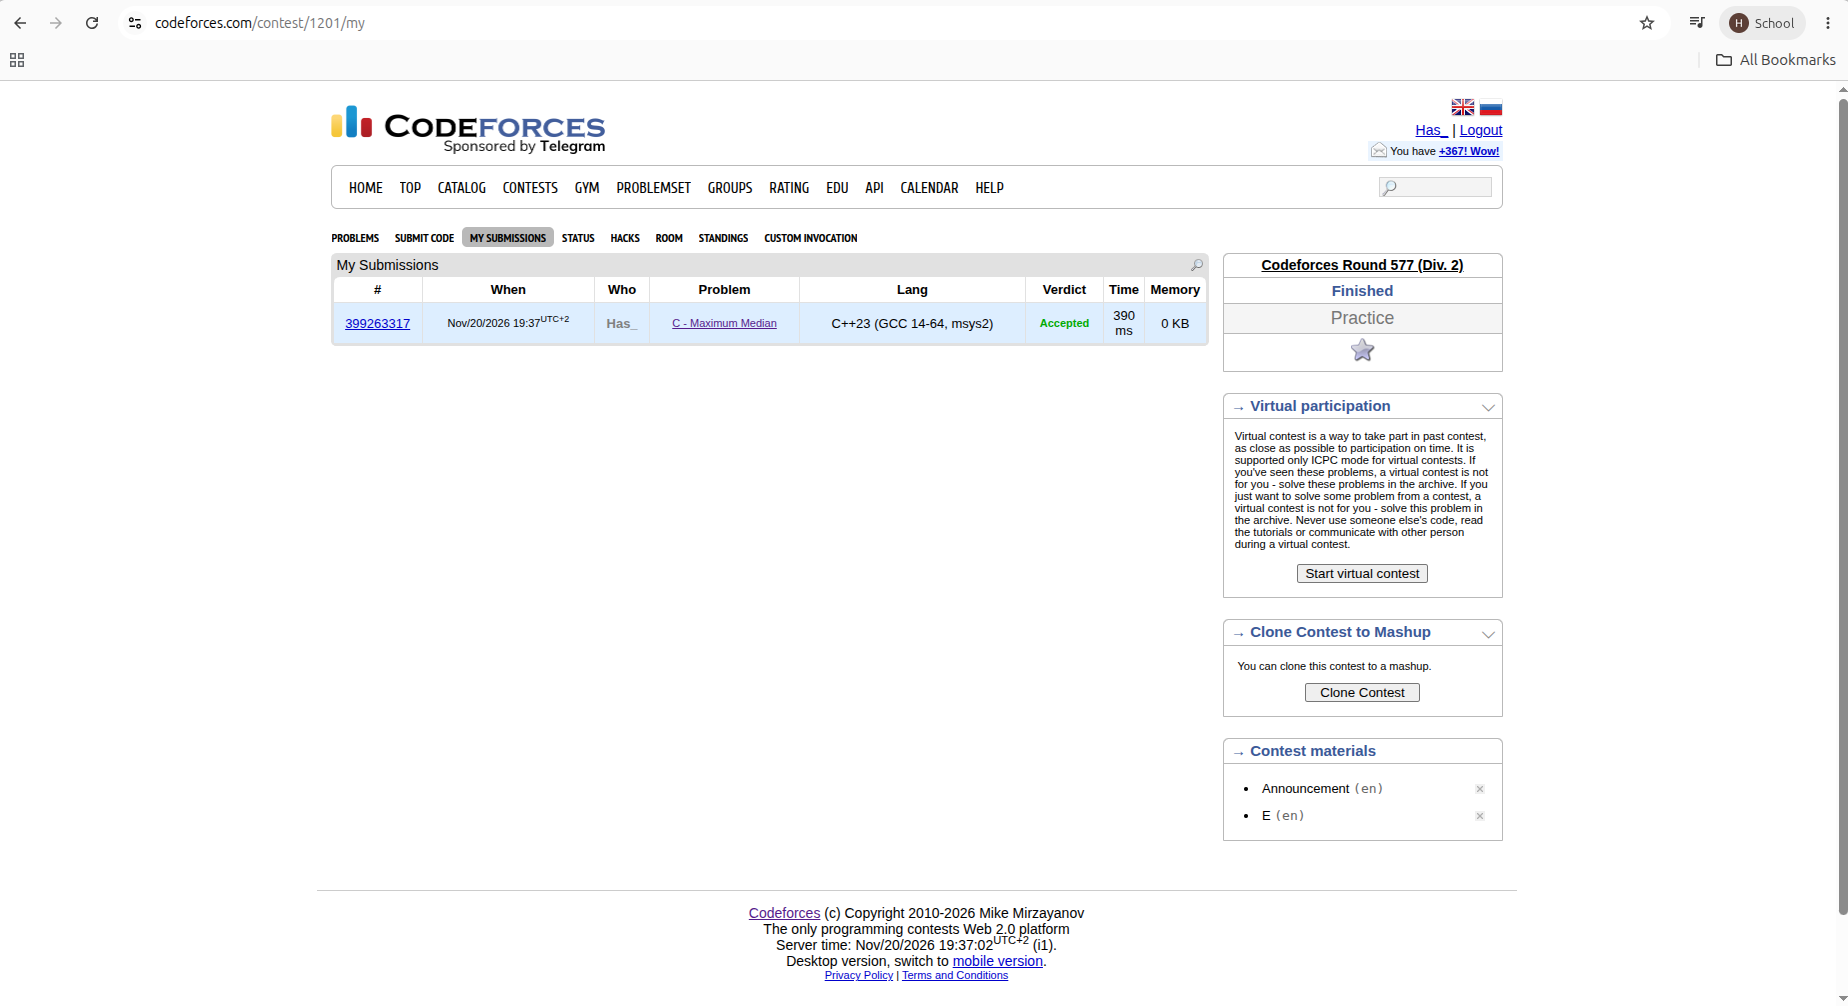 codeforces.com/contest/1201/my
H School
All Bookmarks
CODEFORCES
Sponsored by Telegram
Has_ | Logout
You have +367! Wow!
HOME TOP CATALOG CONTESTS GYM PROBLEMSET GROUPS RATING EDU API CALENDAR HELP
PROBLEMS SUBMIT CODE MY SUBMISSIONS STATUS HACKS ROOM STANDINGS CUSTOM INVOCATION
My Submissions
# When Who Problem Lang Verdict Time Memory
399263317 Nov/20/2026 19:37UTC+2 Has_ C - Maximum Median C++23 (GCC 14-64, msys2) Accepted 390 ms 0 KB
Codeforces Round 577 (Div. 2)
Finished
Practice
→ Virtual participation
Virtual contest is a way to take part in past contest,
as close as possible to participation on time. It is
supported only ICPC mode for virtual contests. If
you've seen these problems, a virtual contest is not
for you - solve these problems in the archive. If you
just want to solve some problem from a contest, a
virtual contest is not for you - solve this problem in
the archive. Never use someone else's code, read
the tutorials or communicate with other person
during a virtual contest.
Start virtual contest
→ Clone Contest to Mashup
You can clone this contest to a mashup.
Clone Contest
→ Contest materials
• Announcement (en)
• E (en)
Codeforces (c) Copyright 2010-2026 Mike Mirzayanov
The only programming contests Web 2.0 platform
Server time: Nov/20/2026 19:37:02UTC+2 (i1).
Desktop version, switch to mobile version.
Privacy Policy | Terms and Conditions